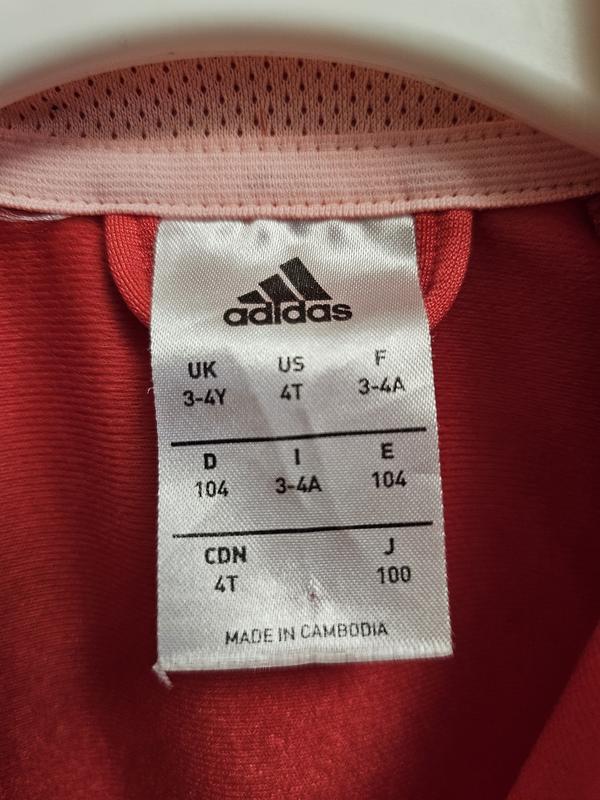 adidas
UK US F
3-4Y 4T 3-4A
D I E
104 3-4A 104
CDN J
4T 100
MADE IN CAMBODIA